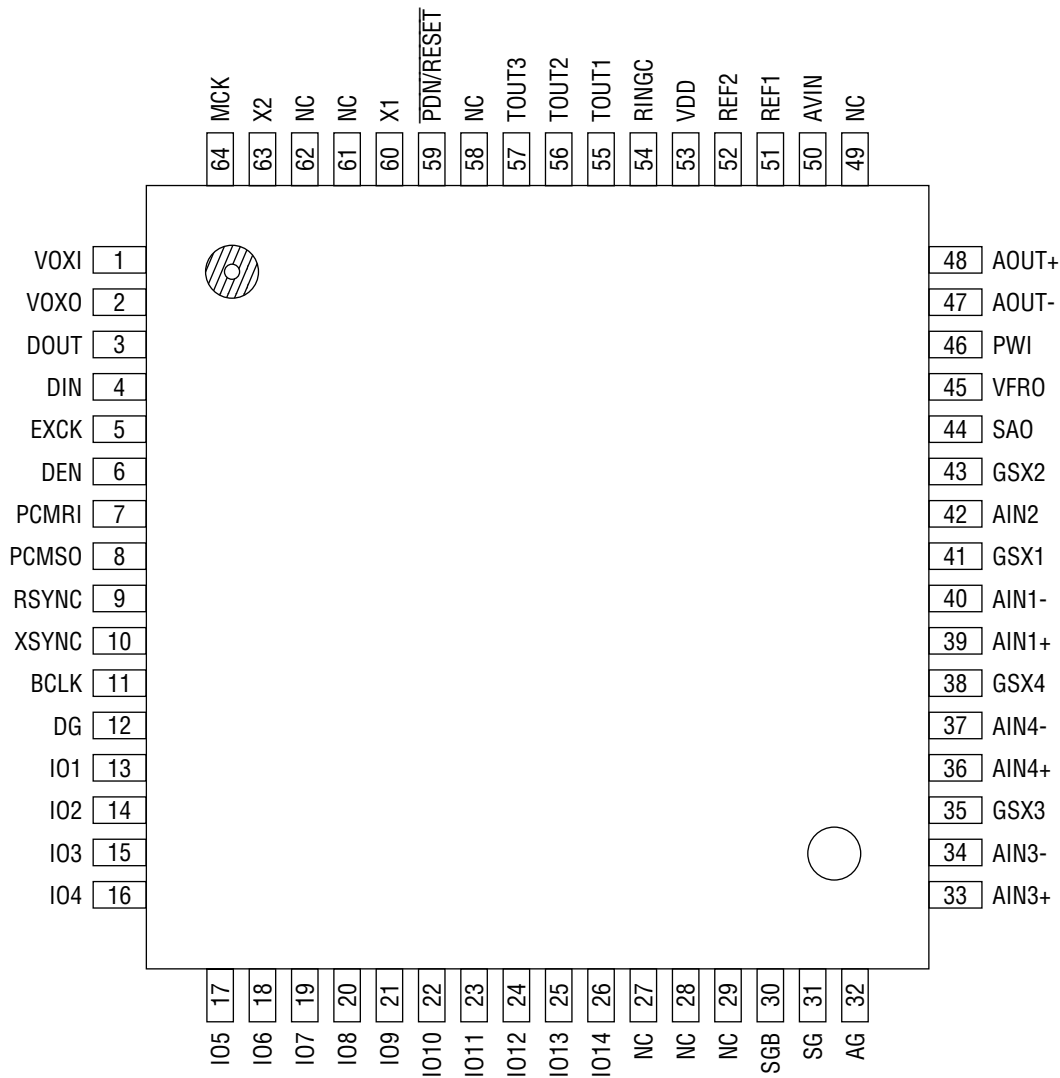 MCK X2 NC NC X1 PDN/RESET NC TOUT3 TOUT2 TOUT1 RINGC VDD REF2 REF1 AVIN NC
64 63 62 61 60 59 58 57 56 55 54 53 52 51 50 49
VOXI 1 48 AOUT+
VOXO 2 47 AOUT-
DOUT 3 46 PWI
DIN 4 45 VFRO
EXCK 5 44 SAO
DEN 6 43 GSX2
PCMRI 7 42 AIN2
PCMSO 8 41 GSX1
RSYNC 9 40 AIN1-
XSYNC 10 39 AIN1+
BCLK 11 38 GSX4
DG 12 37 AIN4-
IO1 13 36 AIN4+
IO2 14 35 GSX3
IO3 15 34 AIN3-
IO4 16 33 AIN3+
17 18 19 20 21 22 23 24 25 26 27 28 29 30 31 32
IO5 IO6 IO7 IO8 IO9 IO10 IO11 IO12 IO13 IO14 NC NC NC SGB SG AG